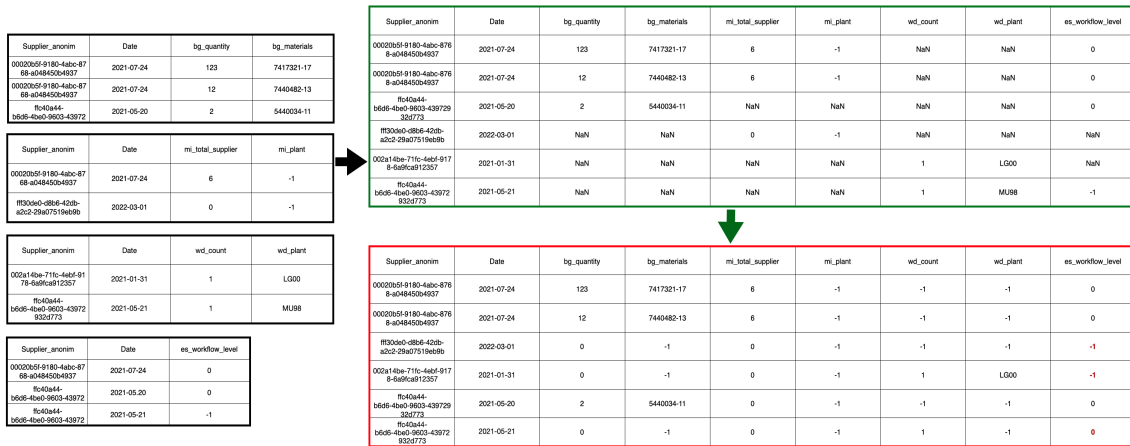 Supplier_anonim Date bg_quantity bg_materials
00020b5f-9180-4abc-87
68-a048450b4937 2021-07-24 123 7417321-17
00020b5f-9180-4abc-87
68-a048450b4937 2021-07-24 12 7440482-13
ffc40a44-
b6d6-4be0-9603-43972 2021-05-20 2 5440034-11
Supplier_anonim Date mi_total_supplier mi_plant
00020b5f-9180-4abc-87
68-a048450b4937 2021-07-24 6 -1
fff30de0-d8b6-42db-
a2c2-29a07519eb9b 2022-03-01 0 -1
Supplier_anonim Date wd_count wd_plant
002a14be-71fc-4ebf-91
78-6a9fca912357 2021-01-31 1 LG00
ffc40a44-
b6d6-4be0-9603-43972
932d773 2021-05-21 1 MU98
Supplier_anonim Date es_workflow_level
00020b5f-9180-4abc-87
68-a048450b4937 2021-07-24 0
ffc40a44-
b6d6-4be0-9603-43972 2021-05.20 0
ffc40a44-
b6d6-4be0-9603-43972 2021-05-21 -1
Supplier_anonim Date bg_quantity bg_materials mi_total_supplier mi_plant wd_count wd_plant es_workflow_level
00020b5f-9180-4abc-876
8-a048450b4937 2021-07-24 123 7417321-17 6 -1 NaN NaN 0
00020b5f-9180-4abc-876
8-a048450b4937 2021-07-24 12 7440482-13 6 -1 NaN NaN 0
ffc40a44-
b6d6-4be0-9603-439729
32d773 2021-05-20 2 5440034-11 NaN NaN NaN NaN 0
fff30de0-d8b6-42db-
a2c2-29a07519eb9b 2022-03-01 NaN NaN 0 -1 NaN NaN NaN
002a14be-71fc-4ebf-917
8-6a9fca912357 2021-01-31 NaN NaN NaN NaN 1 LG00 NaN
ffc40a44-
b6d6-4be0-9603-43972
932d773 2021-05-21 NaN NaN NaN NaN 1 MU98 -1
Supplier_anonim Date bg_quantity bg_materials mi_total_supplier mi_plant wd_count wd_plant es_workflow_level
00020b5f-9180-4abc-876
8-a048450b4937 2021-07-24 123 7417321-17 6 -1 -1 -1 0
00020b5f-9180-4abc-876
8-a048450b4937 2021-07-24 12 7440482-13 6 -1 -1 -1 0
fff30de0-d8b6-42db-
a2c2-29a07519eb9b 2022-03-01 0 -1 0 -1 -1 -1 -1
002a14be-71fc-4ebf-917
8-6a9fca912357 2021-01-31 0 -1 0 -1 1 LG00 -1
ffc40a44-
b6d6-4be0-9603-439729
32d773 2021-05-20 2 5440034-11 0 -1 -1 -1 0
ffc40a44-
b6d6-4be0-9603-43972
932d773 2021-05-21 0 -1 0 -1 1 -1 0